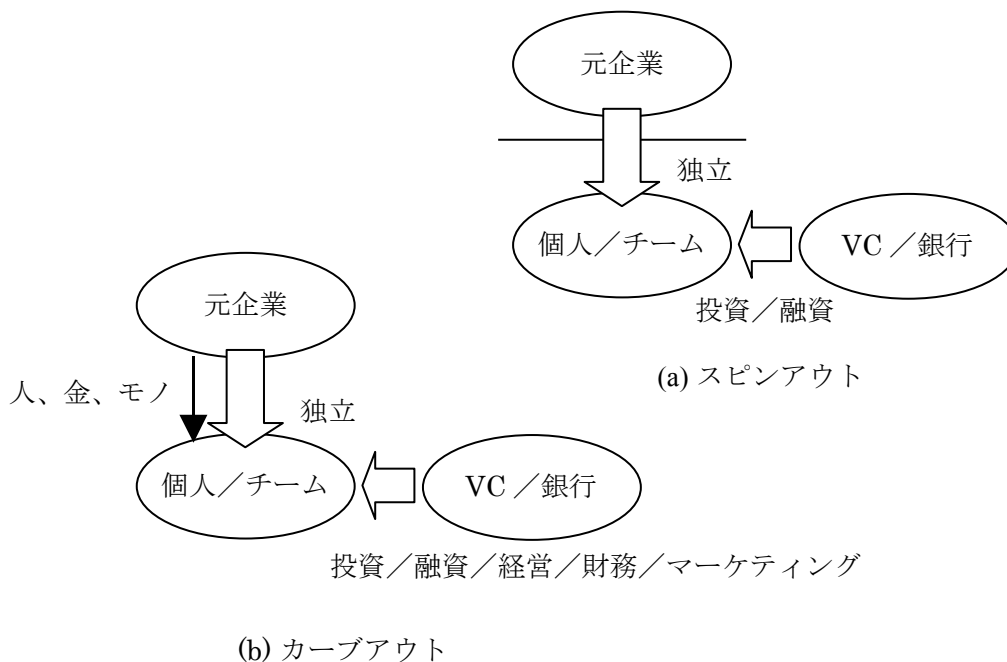 元企業
独立
個人／チーム
VC／銀行
投資／融資
(a) スピンアウト
元企業
人、金、モノ
独立
個人／チーム
VC／銀行
投資／融資／経営／財務／マーケティング
(b) カーブアウト